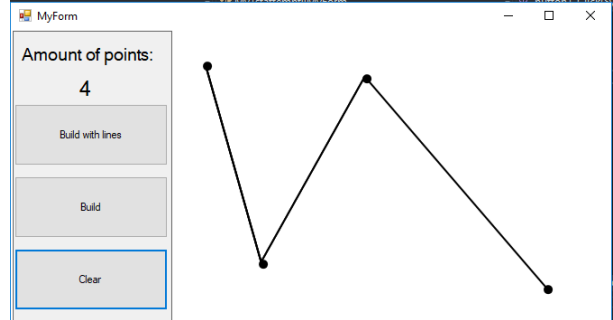 MyForm
Amount of points:
4
Build with lines
Build
Clear